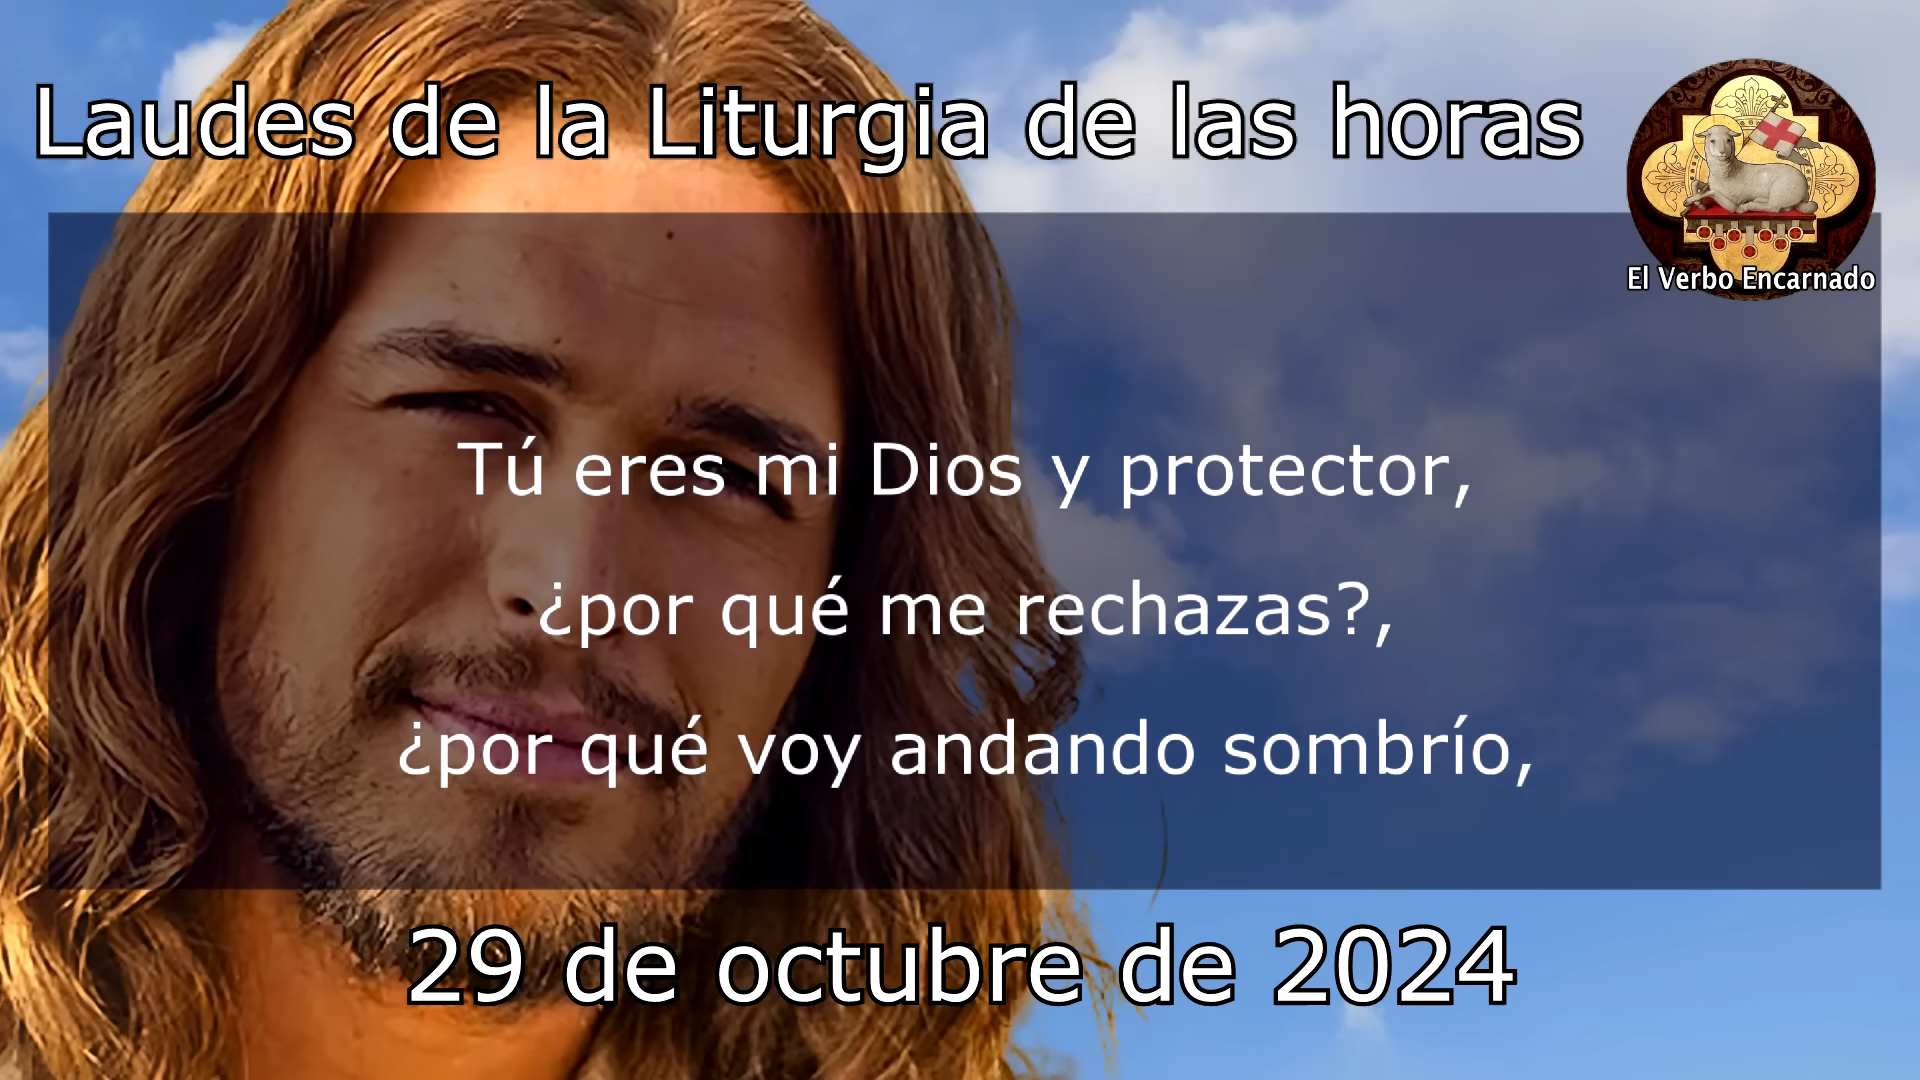 Laudes de la Liturgia de las horas
El Verbo Encarnado
Tú eres mi Dios y protector,
¿por qué me rechazas?,
¿por qué voy andando sombrío,
29 de octubre de 2024